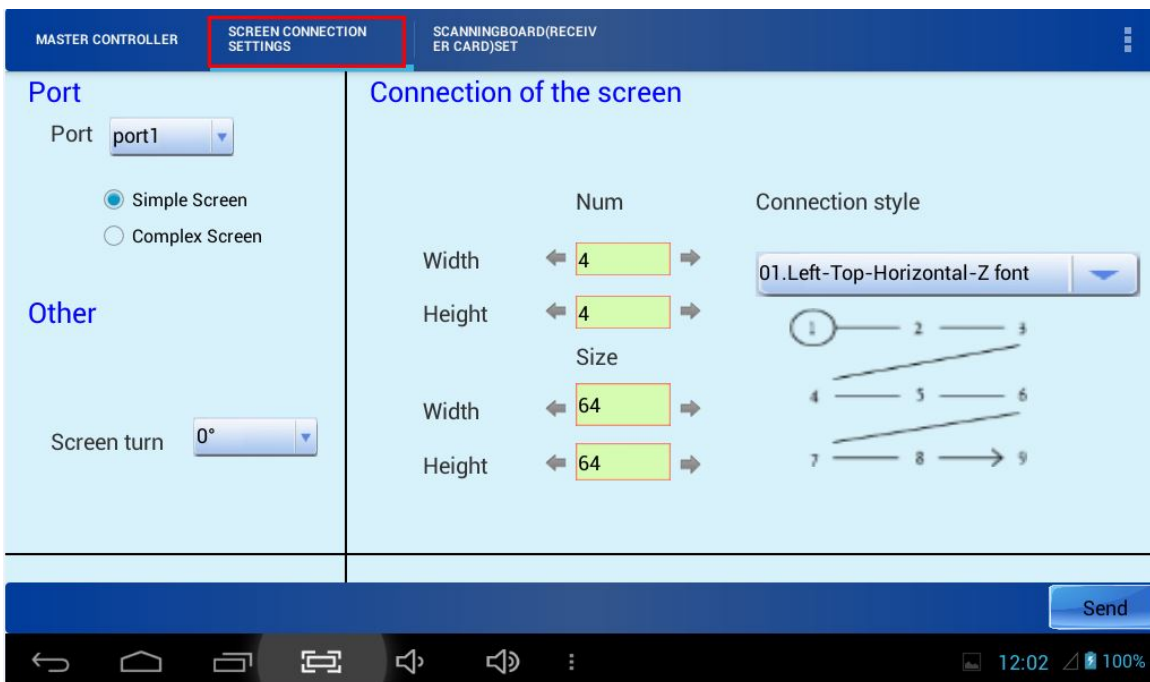 MASTER CONTROLLER
SCREEN CONNECTION
SETTINGS
SCANNINGBOARD(RECEIV
ER CARD)SET
Port
Port port1
Simple Screen
Complex Screen
Other
Screen turn 0°
Connection of the screen
Num
Width 4
Height 4
Size
Width 64
Height 64
Connection style
01.Left-Top-Horizontal-Z font
1 2 3
4 5 6
7 8 9
Send
12:02 100%